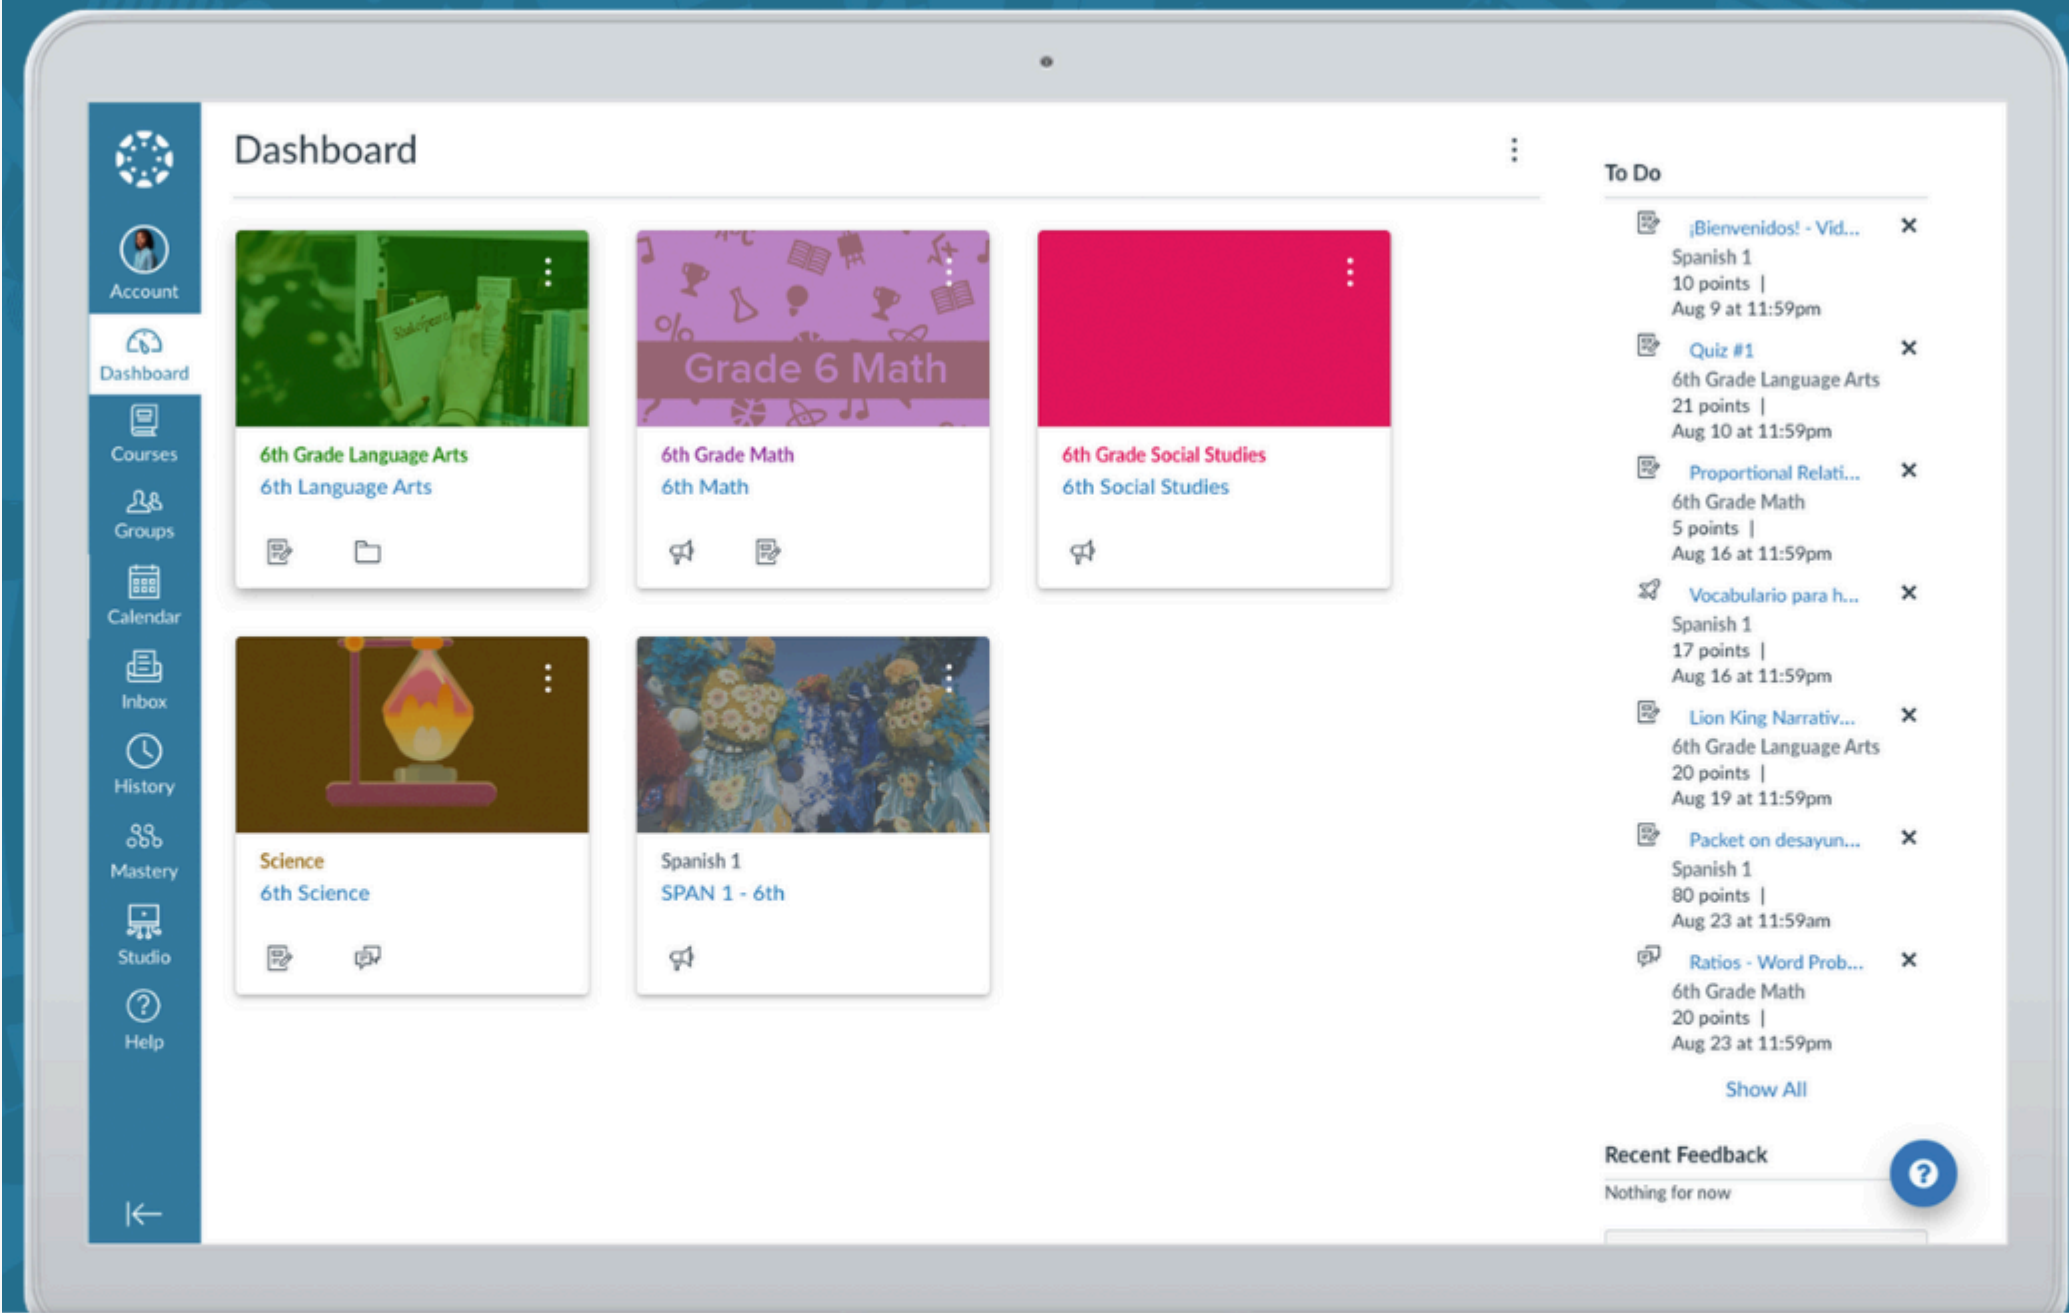 Dashboard
Account
Dashboard
Courses
Groups
Calendar
Inbox
History
Mastery
Studio
Help
Shakespeare
Grade 6 Math
6th Grade Language Arts
6th Language Arts
6th Grade Math
6th Math
6th Grade Social Studies
6th Social Studies
Science
6th Science
Spanish 1
SPAN 1 - 6th
To Do
¡Bienvenidos! - Vid...
Spanish 1
10 points |
Aug 9 at 11:59pm
Quiz #1
6th Grade Language Arts
21 points |
Aug 10 at 11:59pm
Proportional Relati...
6th Grade Math
5 points |
Aug 16 at 11:59pm
Vocabulario para h...
Spanish 1
17 points |
Aug 16 at 11:59pm
Lion King Narrativ...
6th Grade Language Arts
20 points |
Aug 19 at 11:59pm
Packet on desayun...
Spanish 1
80 points |
Aug 23 at 11:59am
Ratios - Word Prob...
6th Grade Math
20 points |
Aug 23 at 11:59pm
Show All
Recent Feedback
Nothing for now